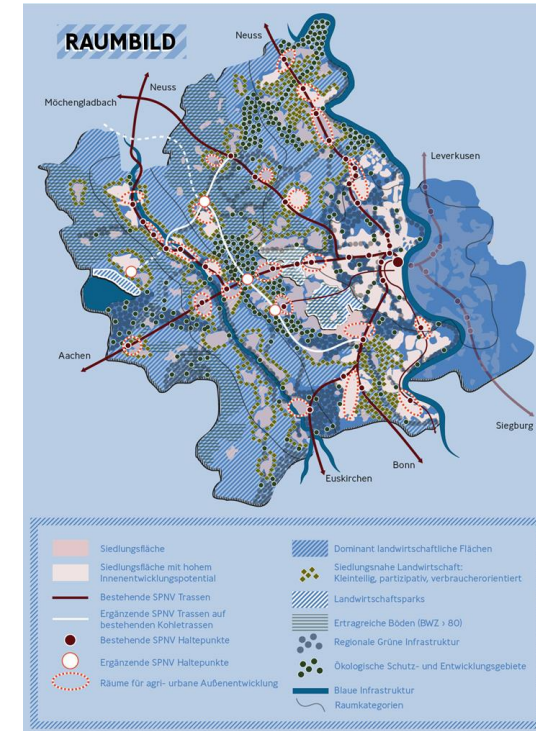 RAUMBILD
Neuss
Neuss
Möchengladbach
Leverkusen
Aachen
Siegburg
Bonn
Euskirchen
Siedlungsfläche
Siedlungsfläche mit hohem
Innenentwicklungspotential
Bestehende SPNV Trassen
Ergänzende SPNV Trassen auf
bestehenden Kohletrassen
Bestehende SPNV Haltepunkte
Ergänzende SPNV Haltepunkte
Räume für agri- urbane Außenentwicklung
Dominant landwirtschaftliche Flächen
Siedlungsnahe Landwirtschaft:
Kleinteilig, partizipativ, verbraucherorientiert
Landwirtschaftsparks
Ertragreiche Böden (BWZ > 80)
Regionale Grüne Infrastruktur
Ökologische Schutz- und Entwicklungsgebiete
Blaue Infrastruktur
Raumkategorien